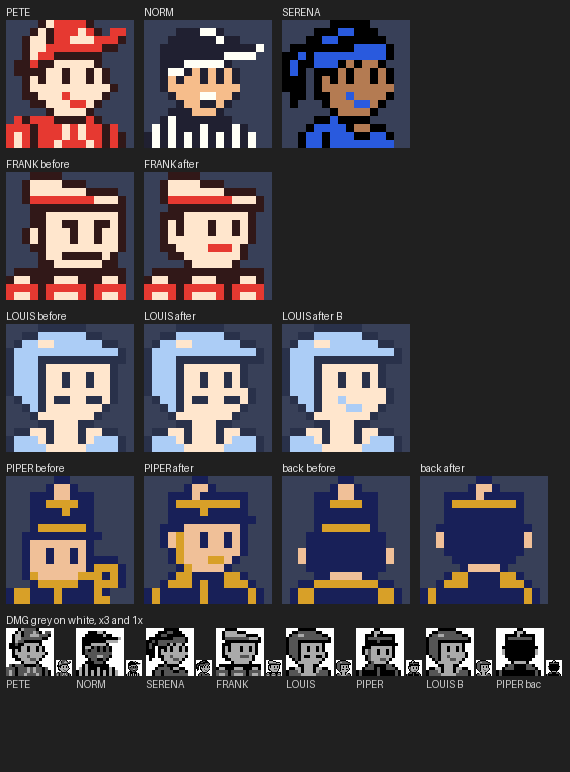 PETE NORM SERENA
FRANK before FRANK after
LOUIS before LOUIS after LOUIS after B
PIPER before PIPER after back before back after
DMG grey on white, x3 and 1x
PETE NORM SERENA FRANK LOUIS PIPER LOUIS B PIPER bac